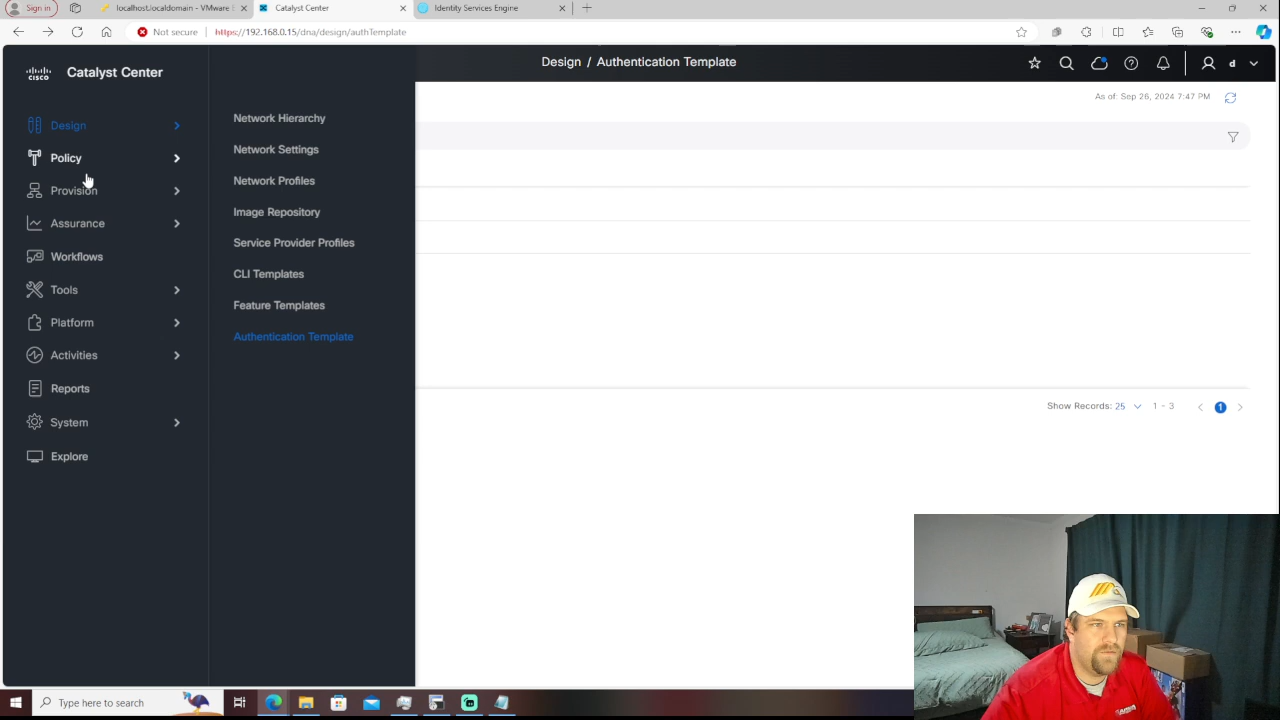 Sign in
localhost.localdomain - VMware
Catalyst Center
Identity Services Engine
Not secure
https://192.168.0.15/dna/design/authTemplate
CISCO
Catalyst Center
Design / Authentication Template
d
As of: Sep 26, 2024 7:47 PM
Design
Policy
Provision
Assurance
Workflows
Tools
Platform
Activities
Reports
System
Explore
Network Hierarchy
Network Settings
Network Profiles
Image Repository
Service Provider Profiles
CLI Templates
Feature Templates
Authentication Template
Show Records: 25
1 - 3
1
Type here to search